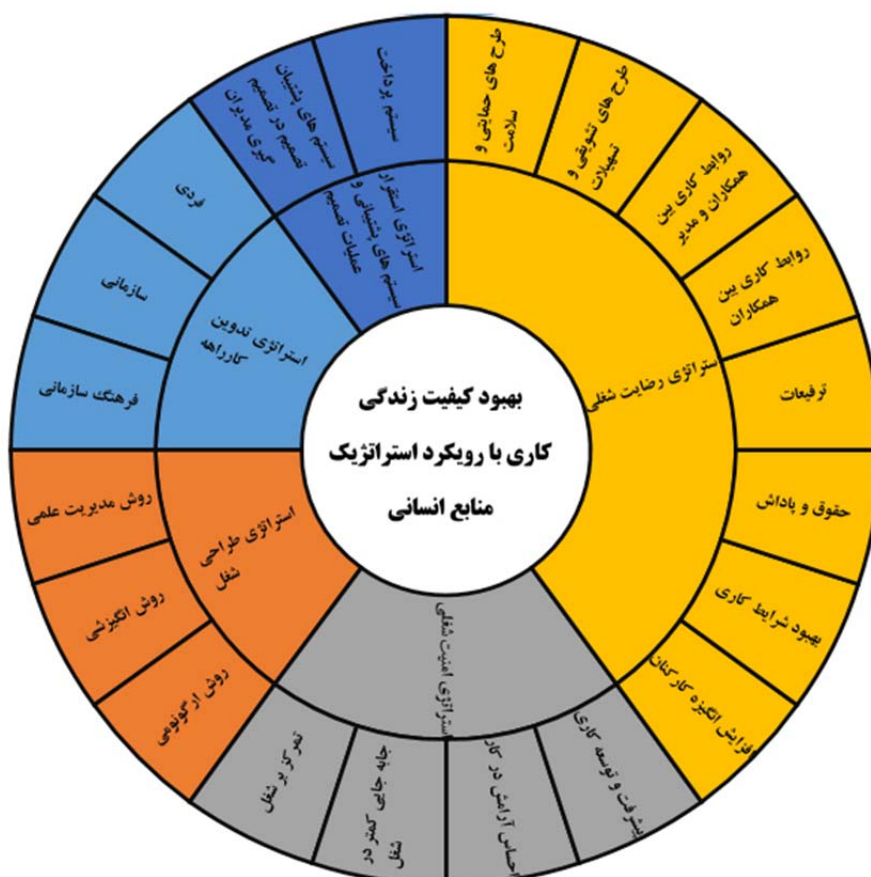 بهبود کیفیت زندگی
کاری با رویکرد استراتژیک
منابع انسانی
ستراتژی رضایت شغلی
طرح های حمایتی و
سلامت
طرح های تشویقی و
تسهیلات
روابط کاری بین
همکاران و مدیر
روابط کاری بین
همکاران
ترفیعات
حقوق و پاداش
بهبود شرایط کاری
افزایش انگیزه کارکنان
استراتژی امنیت شغلی
پیشرفت و توسعه کاری
احساس آرامش در کار
جابه جایی کمتر در
شغل
تمرکز بر شغل
استراتژی طراحی
شغل
روش ارگونومی
روش انگیزشی
روش مدیریت علمی
استراتژی تدوین
کارراهه
فرهنگ سازمانی
سازمانی
فردی
استراتژی استقرار
سیستم های پشتیبانی و
عملیات تصمیم
سیستم های پشتیبان
تصمیم در تصمیم
گیری مدیران
سیستم پرداخت